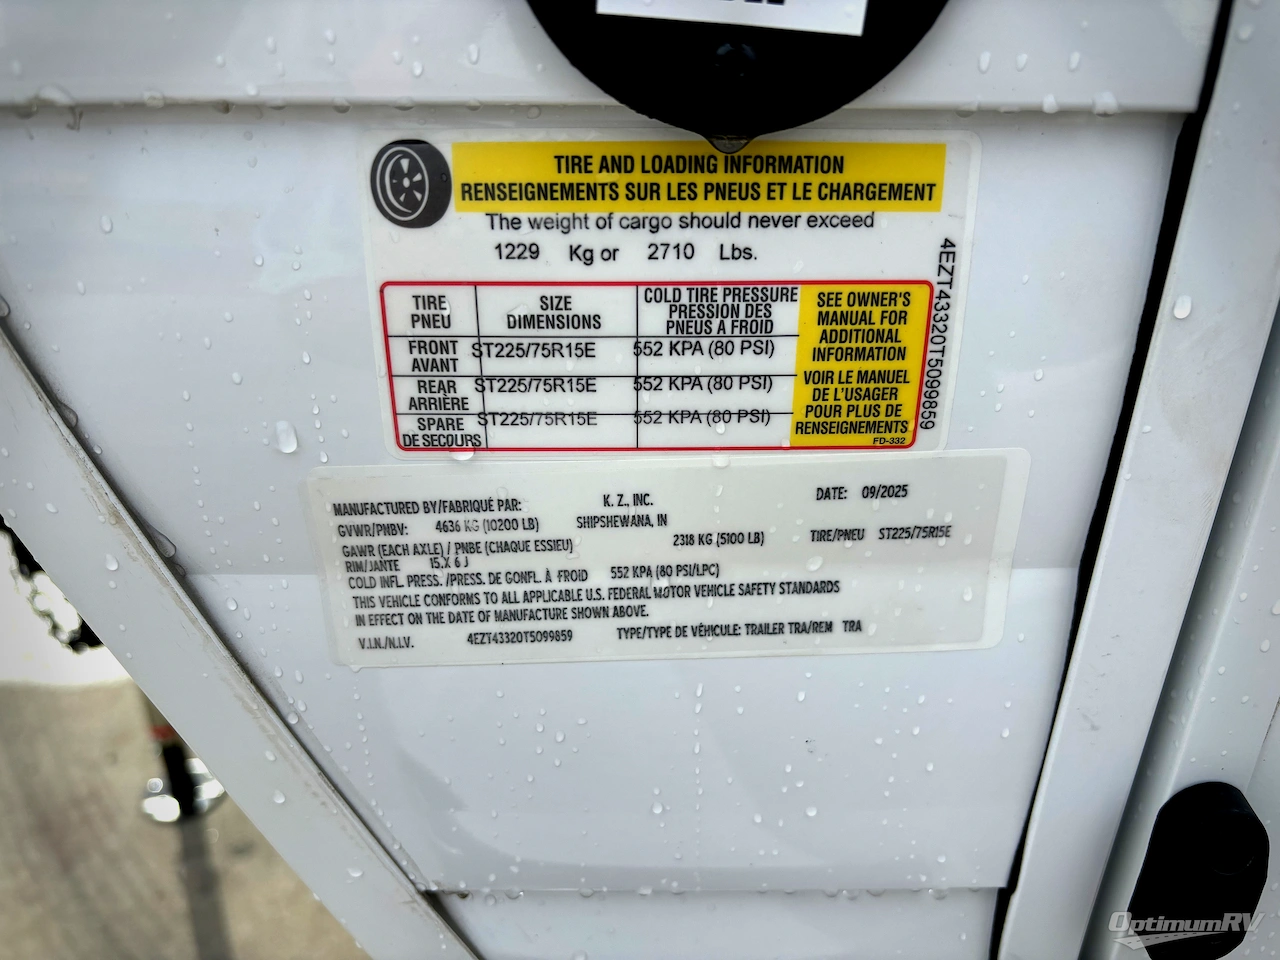 TIRE AND LOADING INFORMATION
RENSEIGNEMENTS SUR LES PNEUS ET LE CHARGEMENT
The weight of cargo should never exceed
1229 Kg or 2710 Lbs.
TIRE PNEU SIZE DIMENSIONS COLD TIRE PRESSURE PRESSION DES PNEUS A FROID
FRONT AVANT ST225/75R15E 552 KPA (80 PSI)
REAR ARRIÈRE ST225/75R15E 552 KPA (80 PSI)
SPARE DE SECOURS ST225/75R15E 552 KPA (80 PSI)
SEE OWNER'S
MANUAL FOR
ADDITIONAL
INFORMATION
VOIR LE MANUEL
DE L'USAGER
POUR PLUS DE
RENSEIGNEMENTS
FD-332
4EZT43320T5099859
MANUFACTURED BY/FABRIQUÉ PAR: K. Z., INC. DATE: 09/2025
GVWR/PNBV: 4636 KG (10200 LB) SHIPSHEWANA, IN
GAWR (EACH AXLE) / PNBE (CHAQUE ESSIEU) 2318 KG (5100 LB) TIRE/PNEU ST225/75R15E
RIM/JANTE 15 X 6 J
COLD INFL. PRESS. /PRESS. DE GONFL. À FROID 552 KPA (80 PSI/LPC)
THIS VEHICLE CONFORMS TO ALL APPLICABLE U.S. FEDERAL MOTOR VEHICLE SAFETY STANDARDS
IN EFFECT ON THE DATE OF MANUFACTURE SHOWN ABOVE.
V.I.N./N.I.V. 4EZT43320T5099859 TYPE/TYPE DE VÉHICULE: TRAILER TRA/REM TRA
OptimumRV